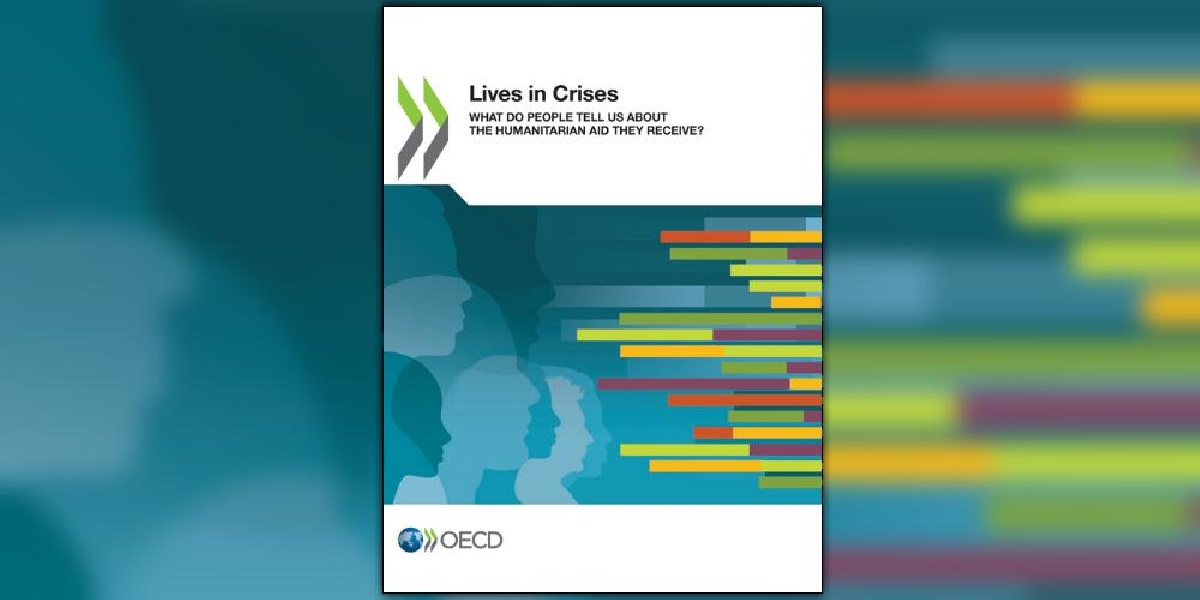 Lives in Crises
WHAT DO PEOPLE TELL US ABOUT
THE HUMANITARIAN AID THEY RECEIVE?
OECD